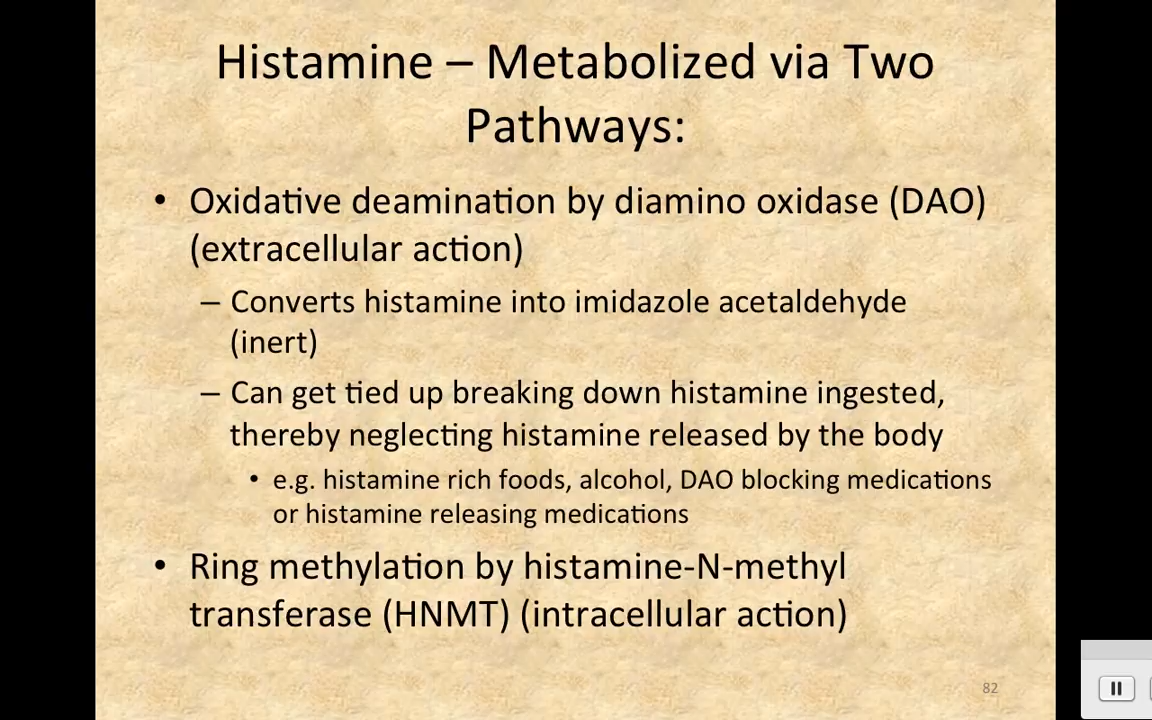 Histamine – Metabolized via Two
Pathways:
• Oxidative deamination by diamino oxidase (DAO)
(extracellular action)
– Converts histamine into imidazole acetaldehyde
(inert)
– Can get tied up breaking down histamine ingested,
thereby neglecting histamine released by the body
• e.g. histamine rich foods, alcohol, DAO blocking medications
or histamine releasing medications
• Ring methylation by histamine-N-methyl
transferase (HNMT) (intracellular action)
82